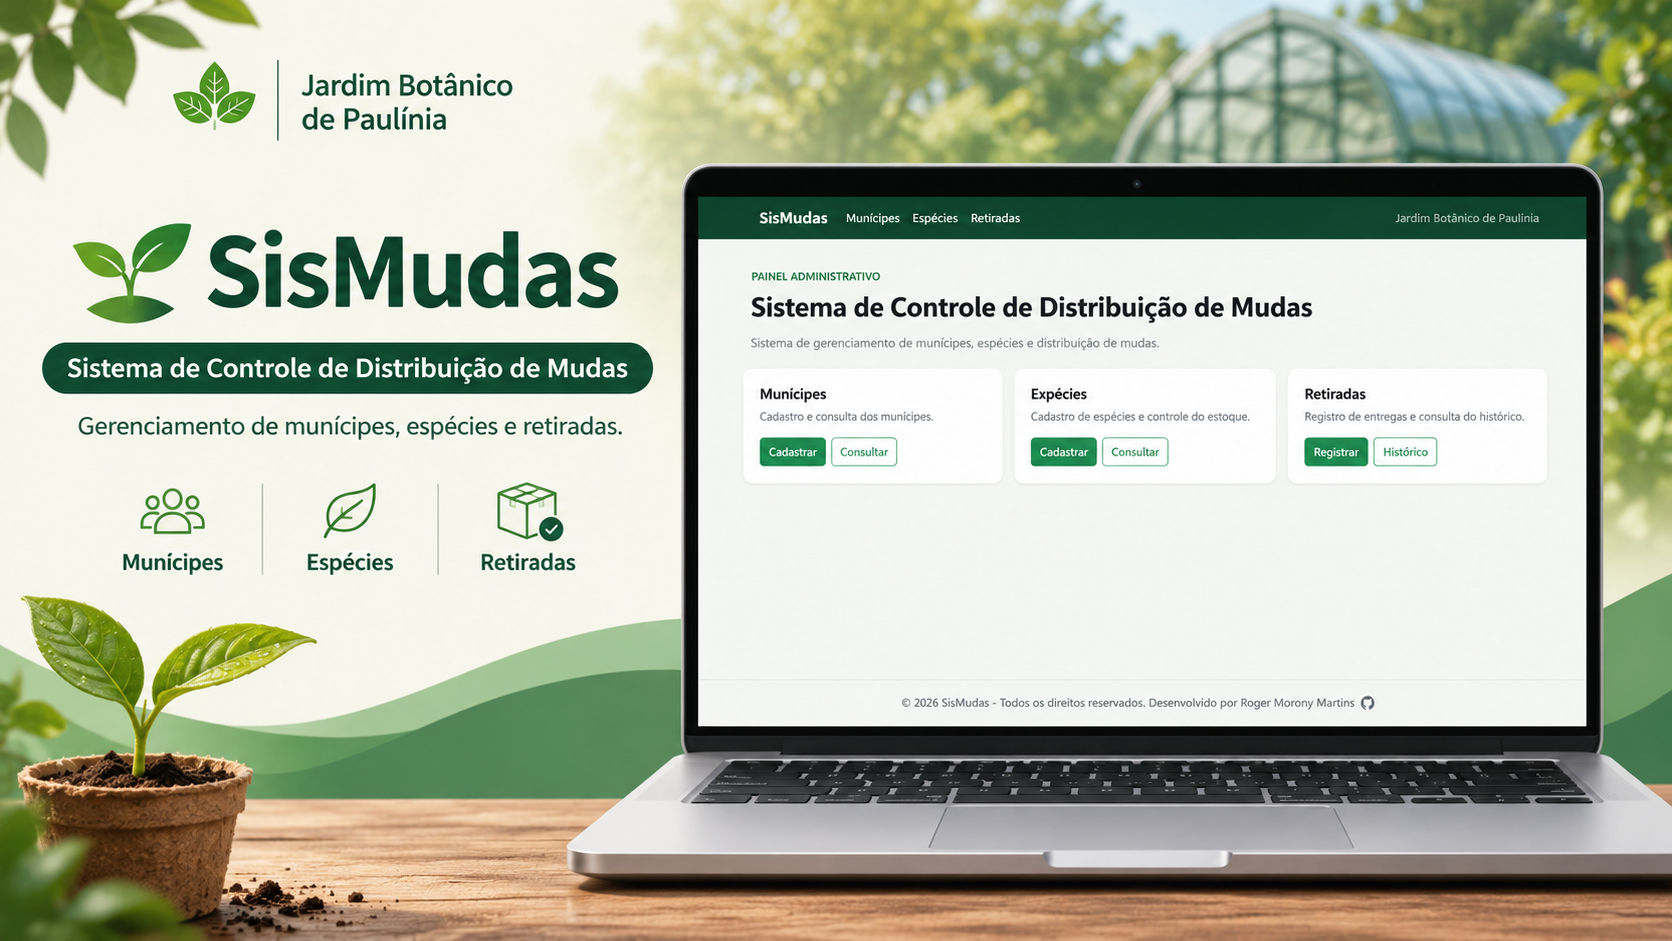 Jardim Botânico
de Paulínia
SisMudas
Sistema de Controle de Distribuição de Mudas
Gerenciamento de munícipes, espécies e retiradas.
Munícipes
Espécies
Retiradas
SisMudas Munícipes Espécies Retiradas Jardim Botânico de Paulínia
PAINEL ADMINISTRATIVO
Sistema de Controle de Distribuição de Mudas
Sistema de gerenciamento de munícipes, espécies e distribuição de mudas.
Munícipes
Cadastro e consulta dos munícipes.
Cadastrar Consultar
Expécies
Cadastro de espécies e controle do estoque.
Cadastrar Consultar
Retiradas
Registro de entregas e consulta do histórico.
Registrar Histórico
© 2026 SisMudas - Todos os direitos reservados. Desenvolvido por Roger Morony Martins